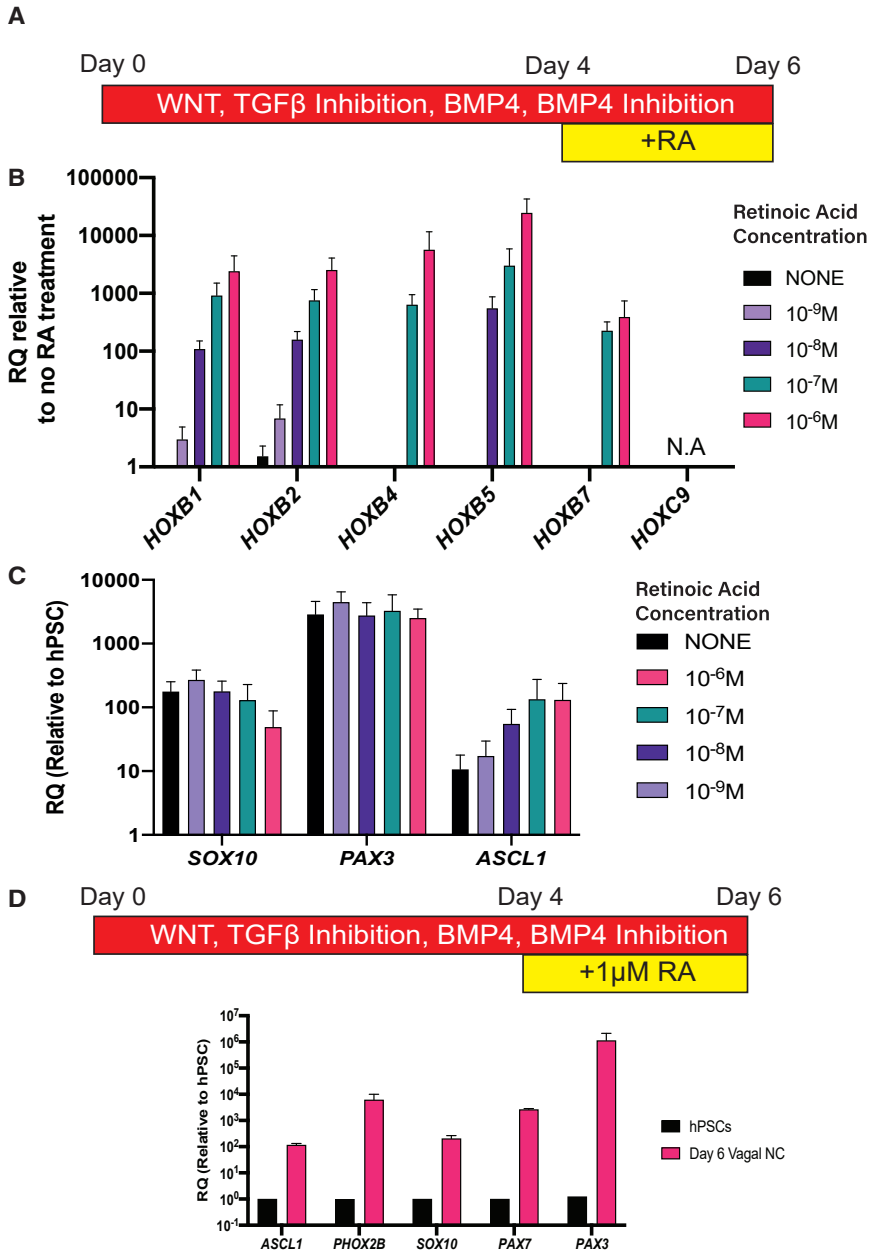 A
Day 0 Day 4 Day 6
WNT, TGFβ Inhibition, BMP4, BMP4 Inhibition
+RA
B
RQ relative
to no RA treatment
100000
10000
1000
100
10
1
N.A
HOXB1 HOXB2 HOXB4 HOXB5 HOXB7 HOXC9
Retinoic Acid
Concentration
NONE
10⁻⁹M
10⁻⁸M
10⁻⁷M
10⁻⁶M
C
RQ (Relative to hPSC)
10000
1000
100
10
1
SOX10 PAX3 ASCL1
Retinoic Acid
Concentration
NONE
10⁻⁶M
10⁻⁷M
10⁻⁸M
10⁻⁹M
D
Day 0 Day 4 Day 6
WNT, TGFβ Inhibition, BMP4, BMP4 Inhibition
+1µM RA
RQ (Relative to hPSC)
10⁷
10⁶
10⁵
10⁴
10³
10²
10¹
10⁰
10⁻¹
ASCL1 PHOX2B SOX10 PAX7 PAX3
hPSCs
Day 6 Vagal NC